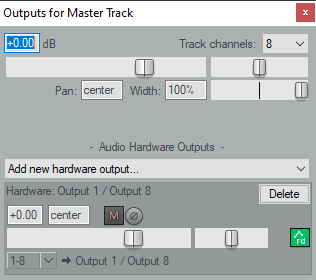 Outputs for Master Track
+0.00 dB Track channels: 8
Pan: center Width: 100%
- Audio Hardware Outputs -
Add new hardware output...
Hardware: Output 1 / Output 8 Delete
+0.00 center M Ø
rd
1-8 ➡ Output 1 / Output 8